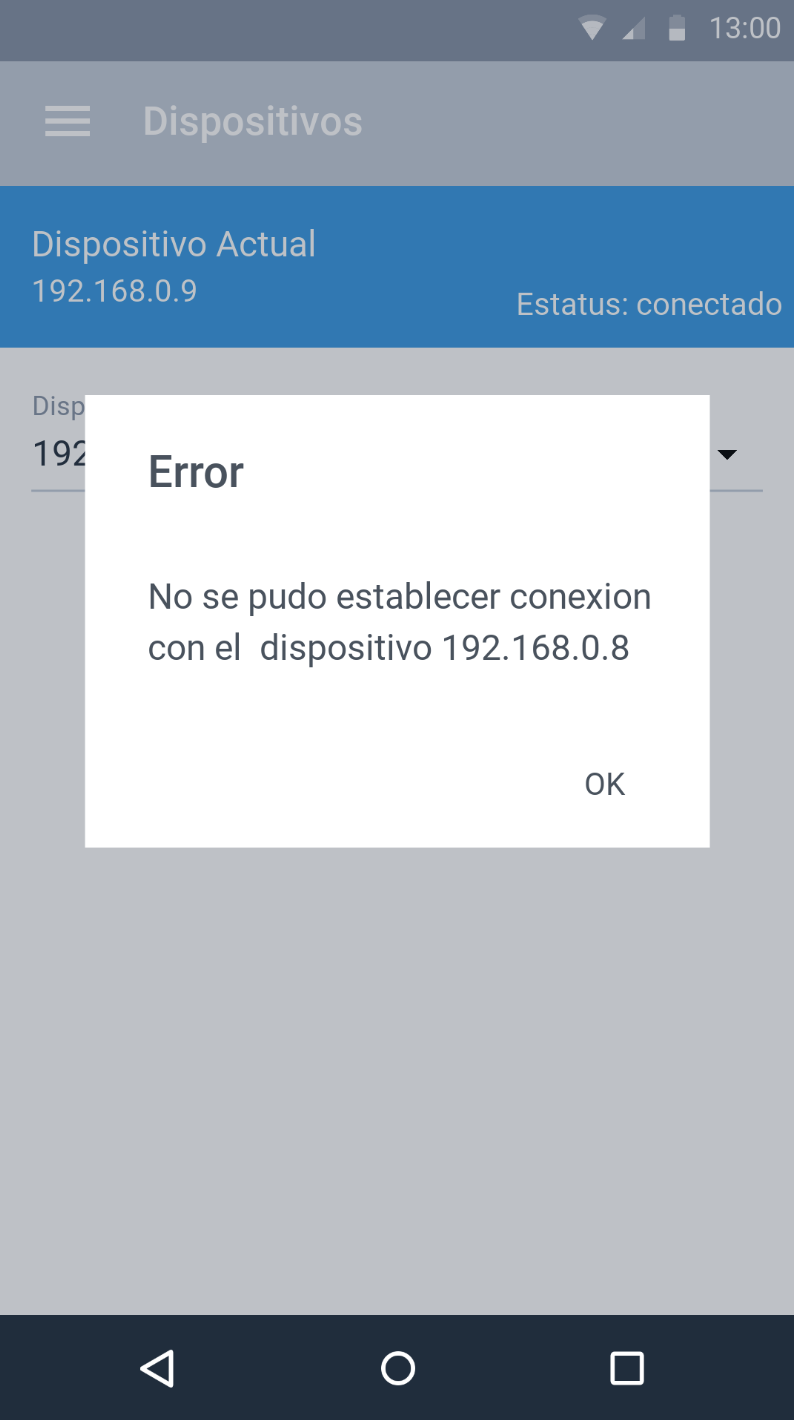 13:00
Dispositivos
Dispositivo Actual
192.168.0.9
Estatus: conectado
Disp
192
Error
No se pudo establecer conexion
con el  dispositivo 192.168.0.8
OK